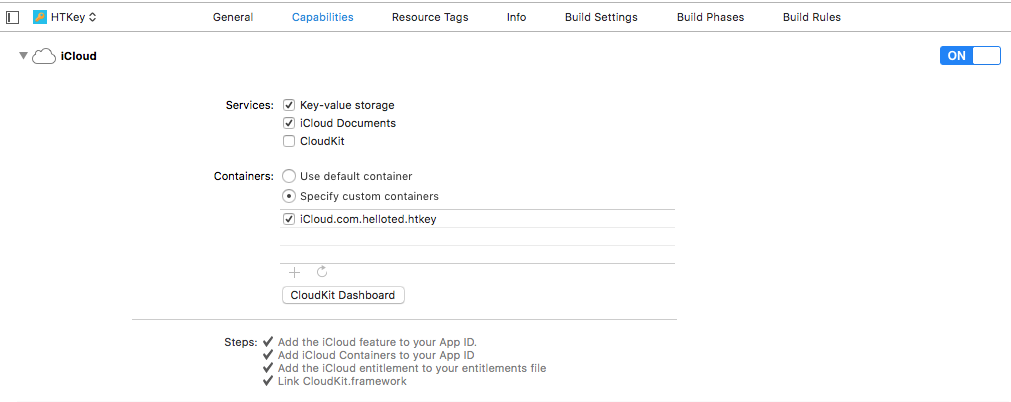 HTKey General Capabilities Resource Tags Info Build Settings Build Phases Build Rules
iCloud ON
Services: Key-value storage
iCloud Documents
CloudKit
Containers: Use default container
Specify custom containers
iCloud.com.helloted.htkey
CloudKit Dashboard
Steps: Add the iCloud feature to your App ID.
Add iCloud Containers to your App ID
Add the iCloud entitlement to your entitlements file
Link CloudKit.framework